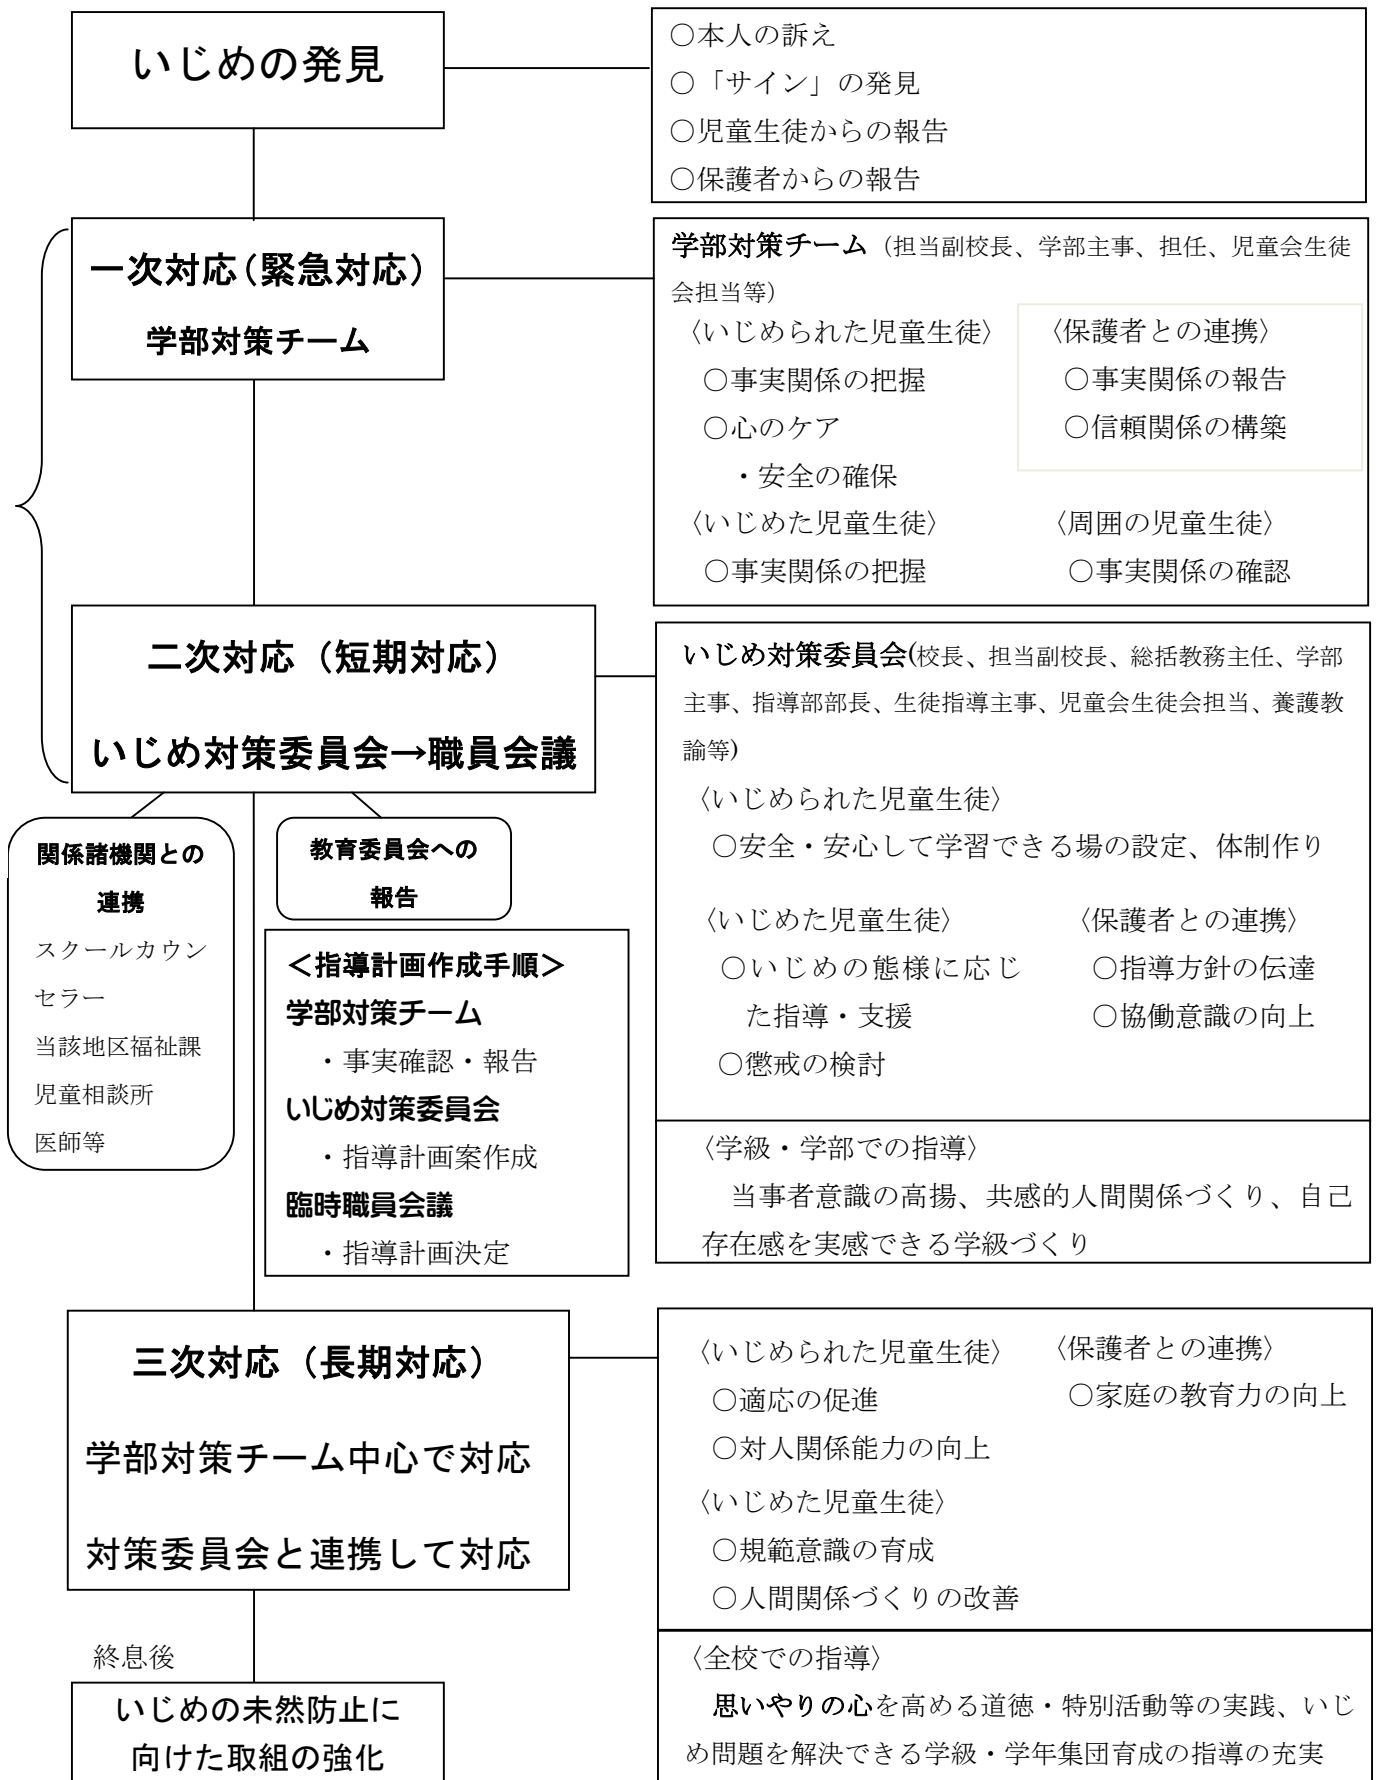 いじめの発見
○本人の訴え
○「サイン」の発見
○児童生徒からの報告
○保護者からの報告
一次対応(緊急対応)
学部対策チーム
学部対策チーム（担当副校長、学部主事、担任、児童会生徒
会担当等）
〈いじめられた児童生徒〉
○事実関係の把握
○心のケア
・安全の確保
〈保護者との連携〉
○事実関係の報告
○信頼関係の構築
〈いじめた児童生徒〉
○事実関係の把握
〈周囲の児童生徒〉
○事実関係の確認
二次対応（短期対応）
いじめ対策委員会→職員会議
いじめ対策委員会(校長、担当副校長、総括教務主任、学部
主事、指導部部長、生徒指導主事、児童会生徒会担当、養護教
諭等)
〈いじめられた児童生徒〉
○安全・安心して学習できる場の設定、体制作り
〈いじめた児童生徒〉
○いじめの態様に応じ
た指導・支援
○懲戒の検討
〈保護者との連携〉
○指導方針の伝達
○協働意識の向上
〈学級・学部での指導〉
当事者意識の高揚、共感的人間関係づくり、自己
存在感を実感できる学級づくり
関係諸機関との
連携
スクールカウン
セラー
当該地区福祉課
児童相談所
医師等
教育委員会への
報告
＜指導計画作成手順＞
学部対策チーム
・事実確認・報告
いじめ対策委員会
・指導計画案作成
臨時職員会議
・指導計画決定
三次対応（長期対応）
学部対策チーム中心で対応
対策委員会と連携して対応
〈いじめられた児童生徒〉
○適応の促進
○対人関係能力の向上
〈保護者との連携〉
○家庭の教育力の向上
〈いじめた児童生徒〉
○規範意識の育成
○人間関係づくりの改善
〈全校での指導〉
思いやりの心を高める道徳・特別活動等の実践、いじ
め問題を解決できる学級・学年集団育成の指導の充実
終息後
いじめの未然防止に
向けた取組の強化